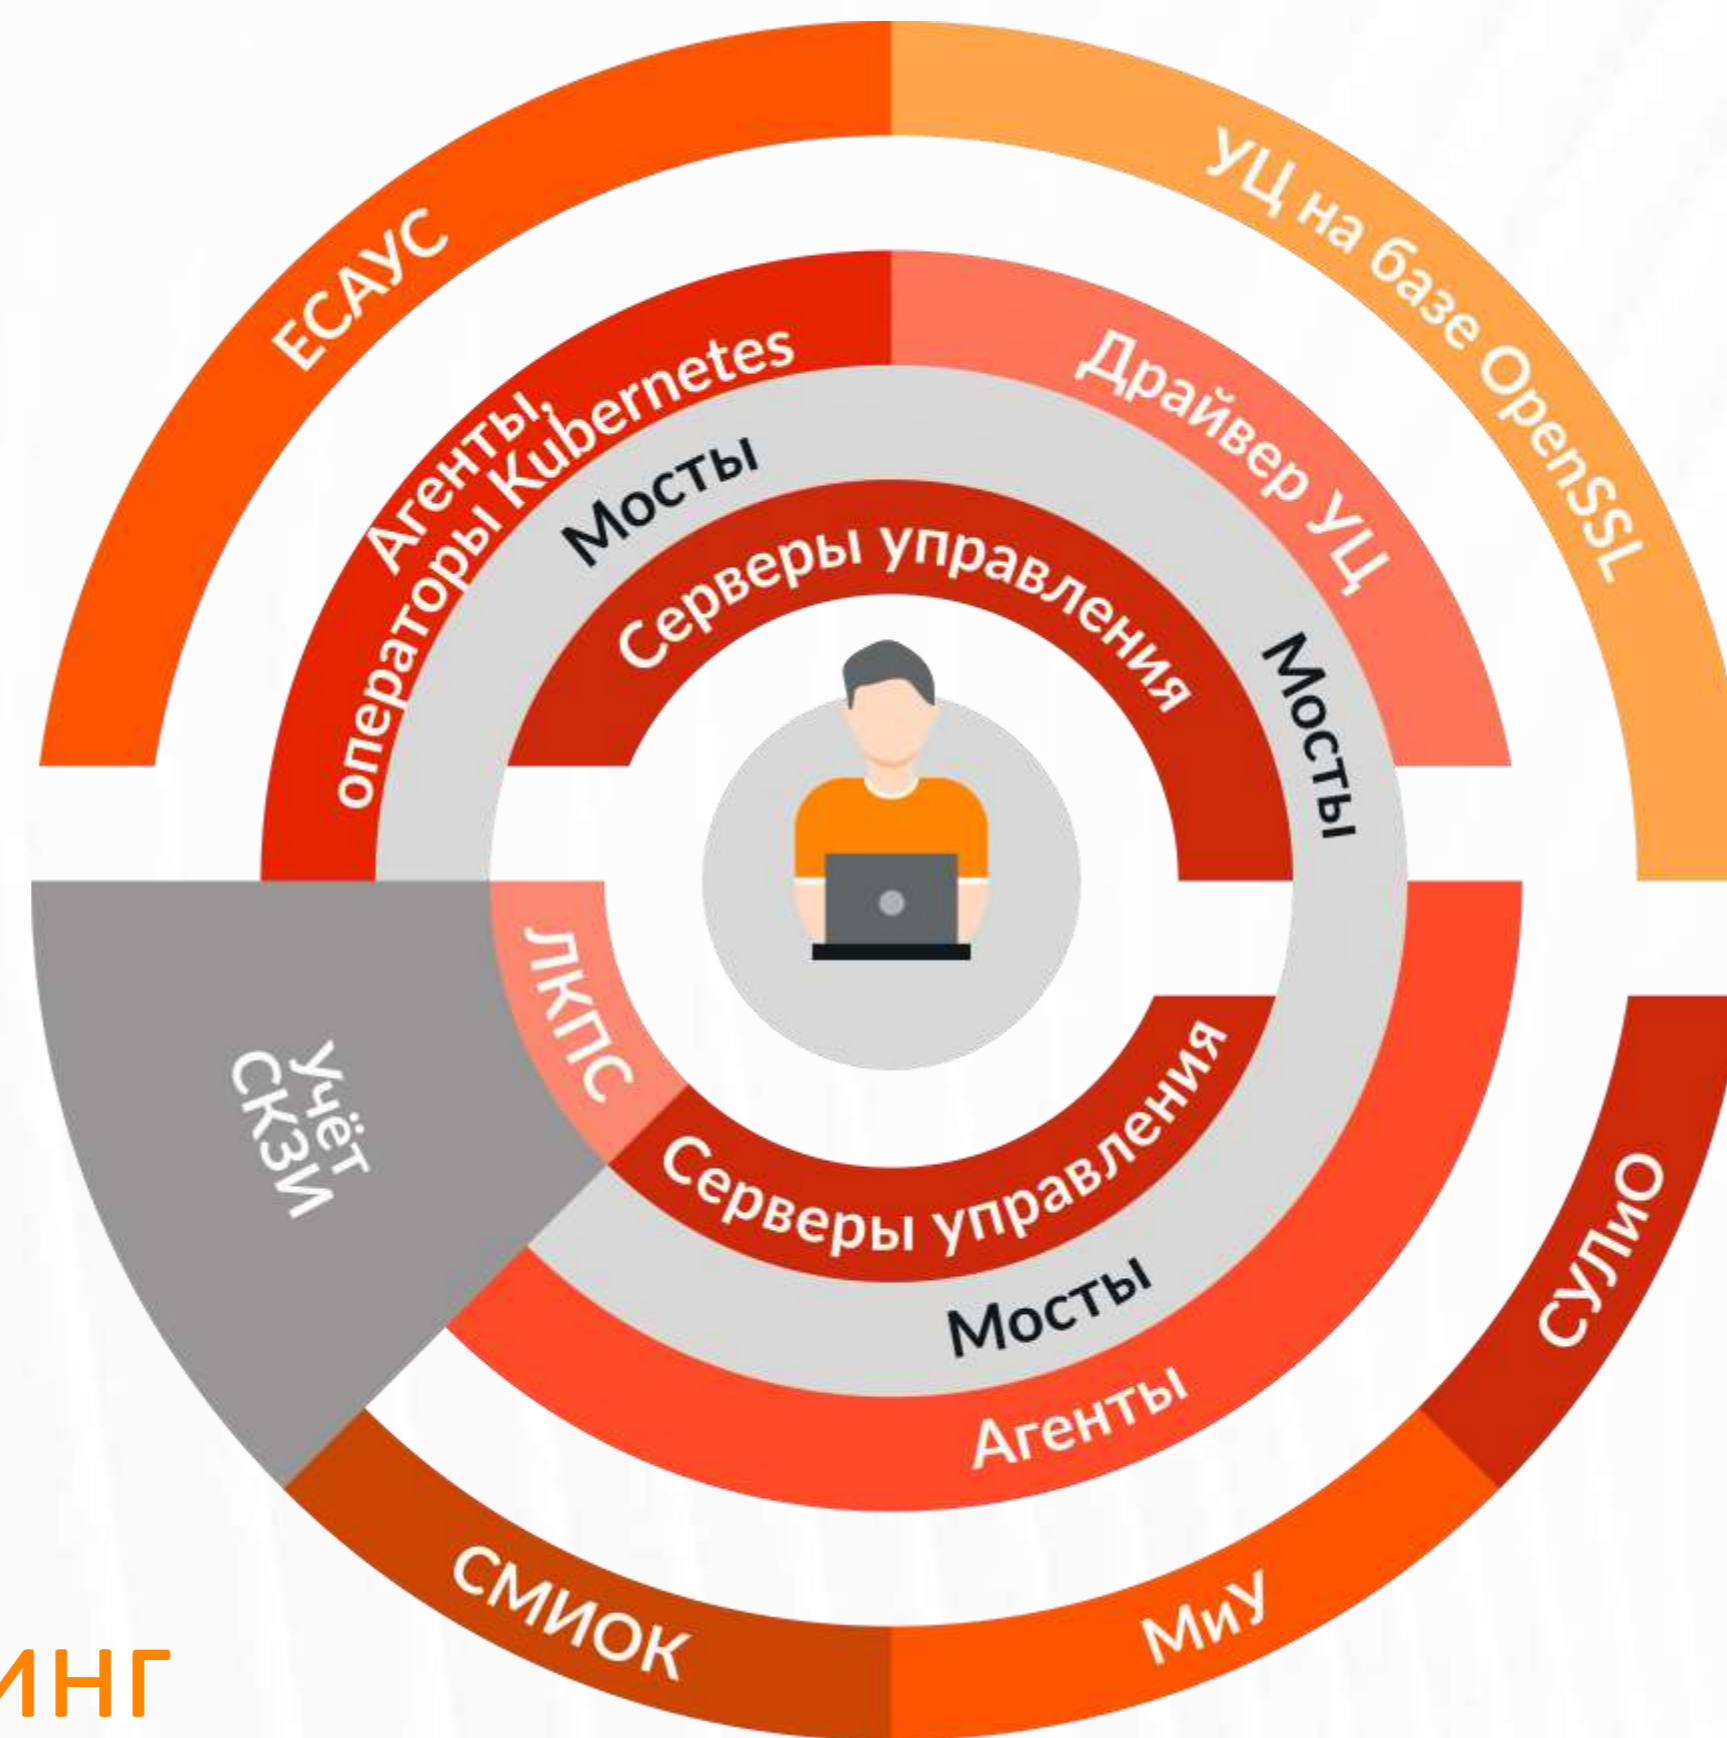 ЕСАУС
УЦ на базе OpenSSL
Агенты,
операторы Kubernetes
Драйвер УЦ
Мосты
Мосты
Серверы управления
ЛКПС
Учёт
СКЗИ
Серверы управления
Мосты
Агенты
СУЛиО
МиУ
СМИОК
ИНГ